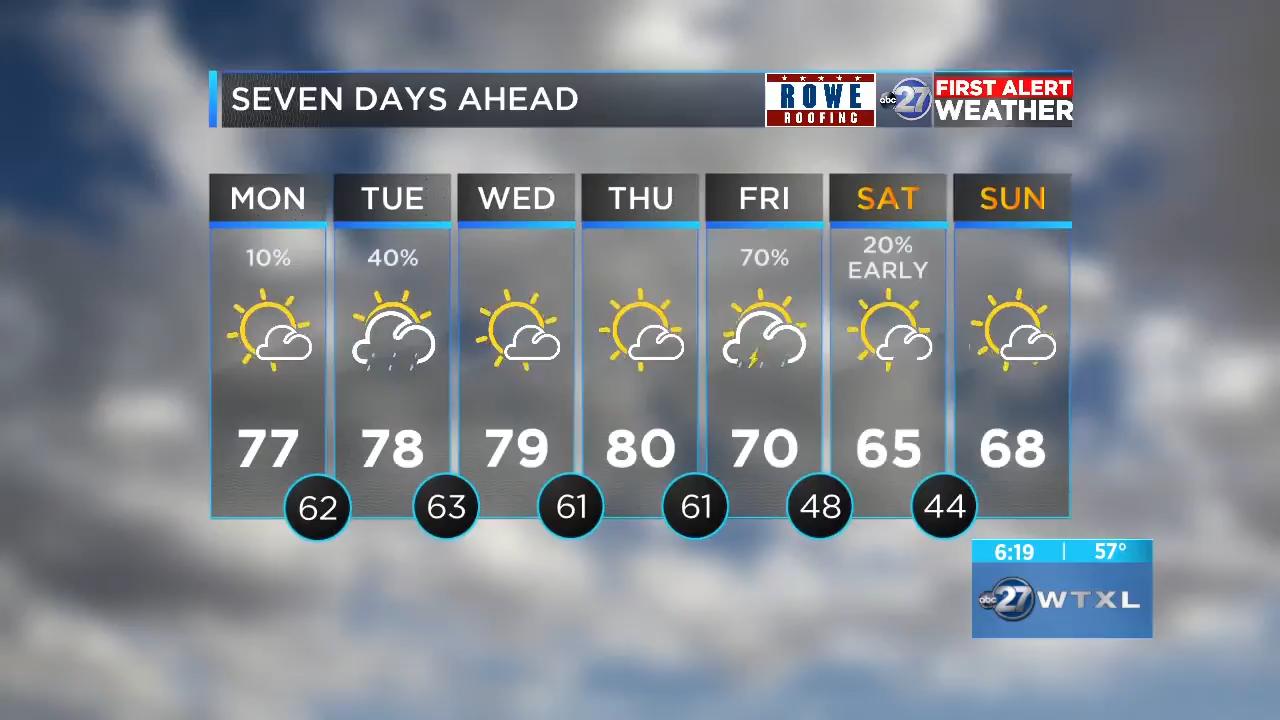 SEVEN DAYS AHEAD
ROWE
ROOFING
abc 27
FIRST ALERT
WEATHER
MON TUE WED THU FRI SAT SUN
10% 40% 70% 20%
EARLY
77 78 79 80 70 65 68
62 63 61 61 48 44
6:19 | 57°
abc 27 WTXL